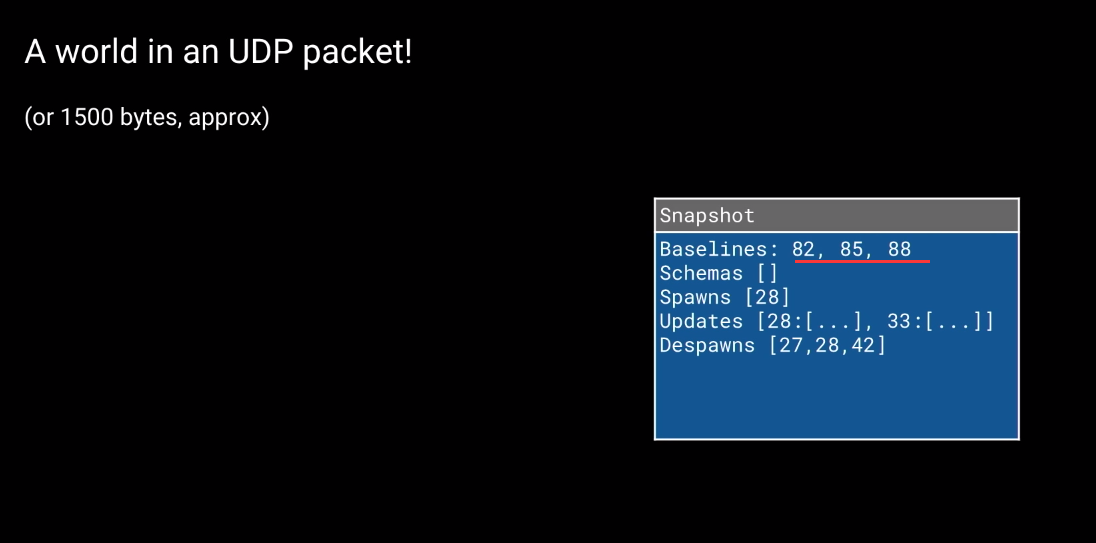 A world in an UDP packet!
(or 1500 bytes, approx)
Snapshot
Baselines: 82, 85, 88
Schemas []
Spawns [28]
Updates [28:[...], 33:[...]]
Despawns [27,28,42]